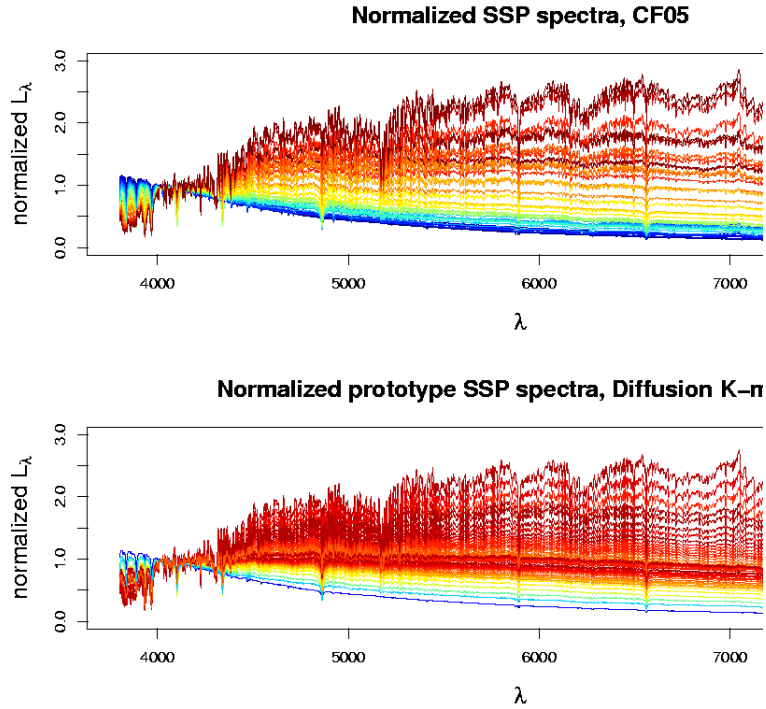 Normalized SSP spectra, CF05
normalized Lλ
3.0
2.0
1.0
0.0
4000 5000 6000 7000
λ
Normalized prototype SSP spectra, Diffusion K−m
normalized Lλ
3.0
2.0
1.0
0.0
4000 5000 6000 7000
λ